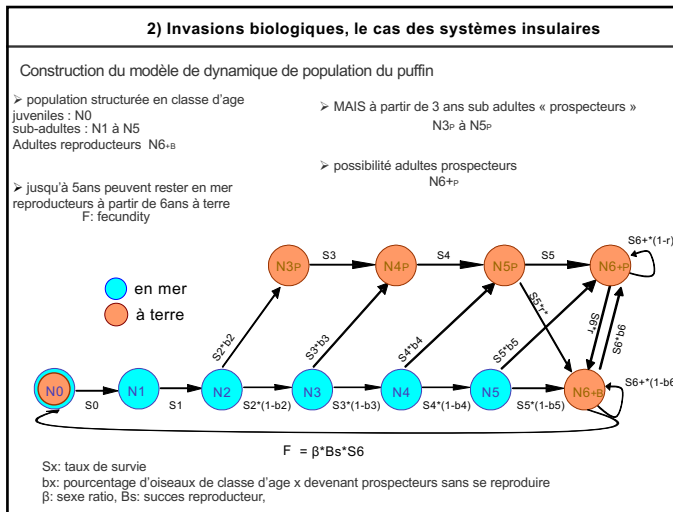 2) Invasions biologiques, le cas des systèmes insulaires
Construction du modèle de dynamique de population du puffin
➢ population structurée en classe d'age
juveniles : N0
sub-adultes : N1 à N5
Adultes reproducteurs N6+B
➢ jusqu'à 5ans peuvent rester en mer
reproducteurs à partir de 6ans à terre
F: fecundity
➢ MAIS à partir de 3 ans sub adultes « prospecteurs »
N3P à N5P
➢ possibilité adultes prospecteurs
N6+P
en mer
à terre
N3P S3 N4P S4 N5P S5 N6+P S6+*(1-r)
S2*b2 S3*b3 S4*b4 S5*b5 S5*r* S6*r S6*b6
N0 S0 N1 S1 N2 S2*(1-b2) N3 S3*(1-b3) N4 S4*(1-b4) N5 S5*(1-b5) N6+B S6+*(1-b6
F = β*Bs*S6
Sx: taux de survie
bx: pourcentage d'oiseaux de classe d'age x devenant prospecteurs sans se reproduire
β: sexe ratio, Bs: succes reproducteur,